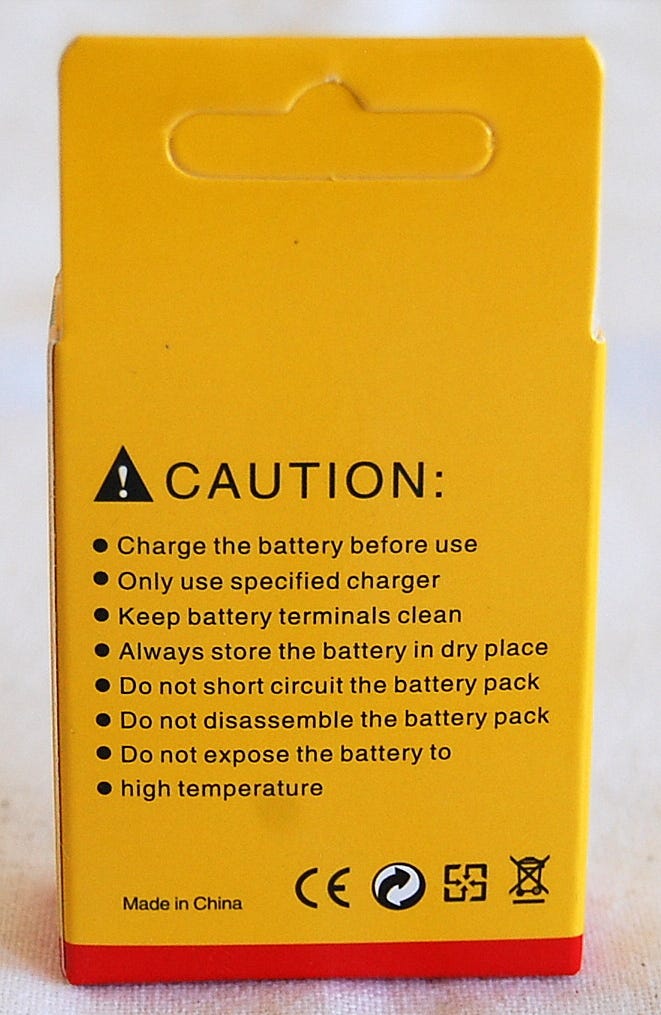 CAUTION:
● Charge the battery before use
● Only use specified charger
● Keep battery terminals clean
● Always store the battery in dry place
● Do not short circuit the battery pack
● Do not disassemble the battery pack
● Do not expose the battery to
● high temperature
Made in China CE